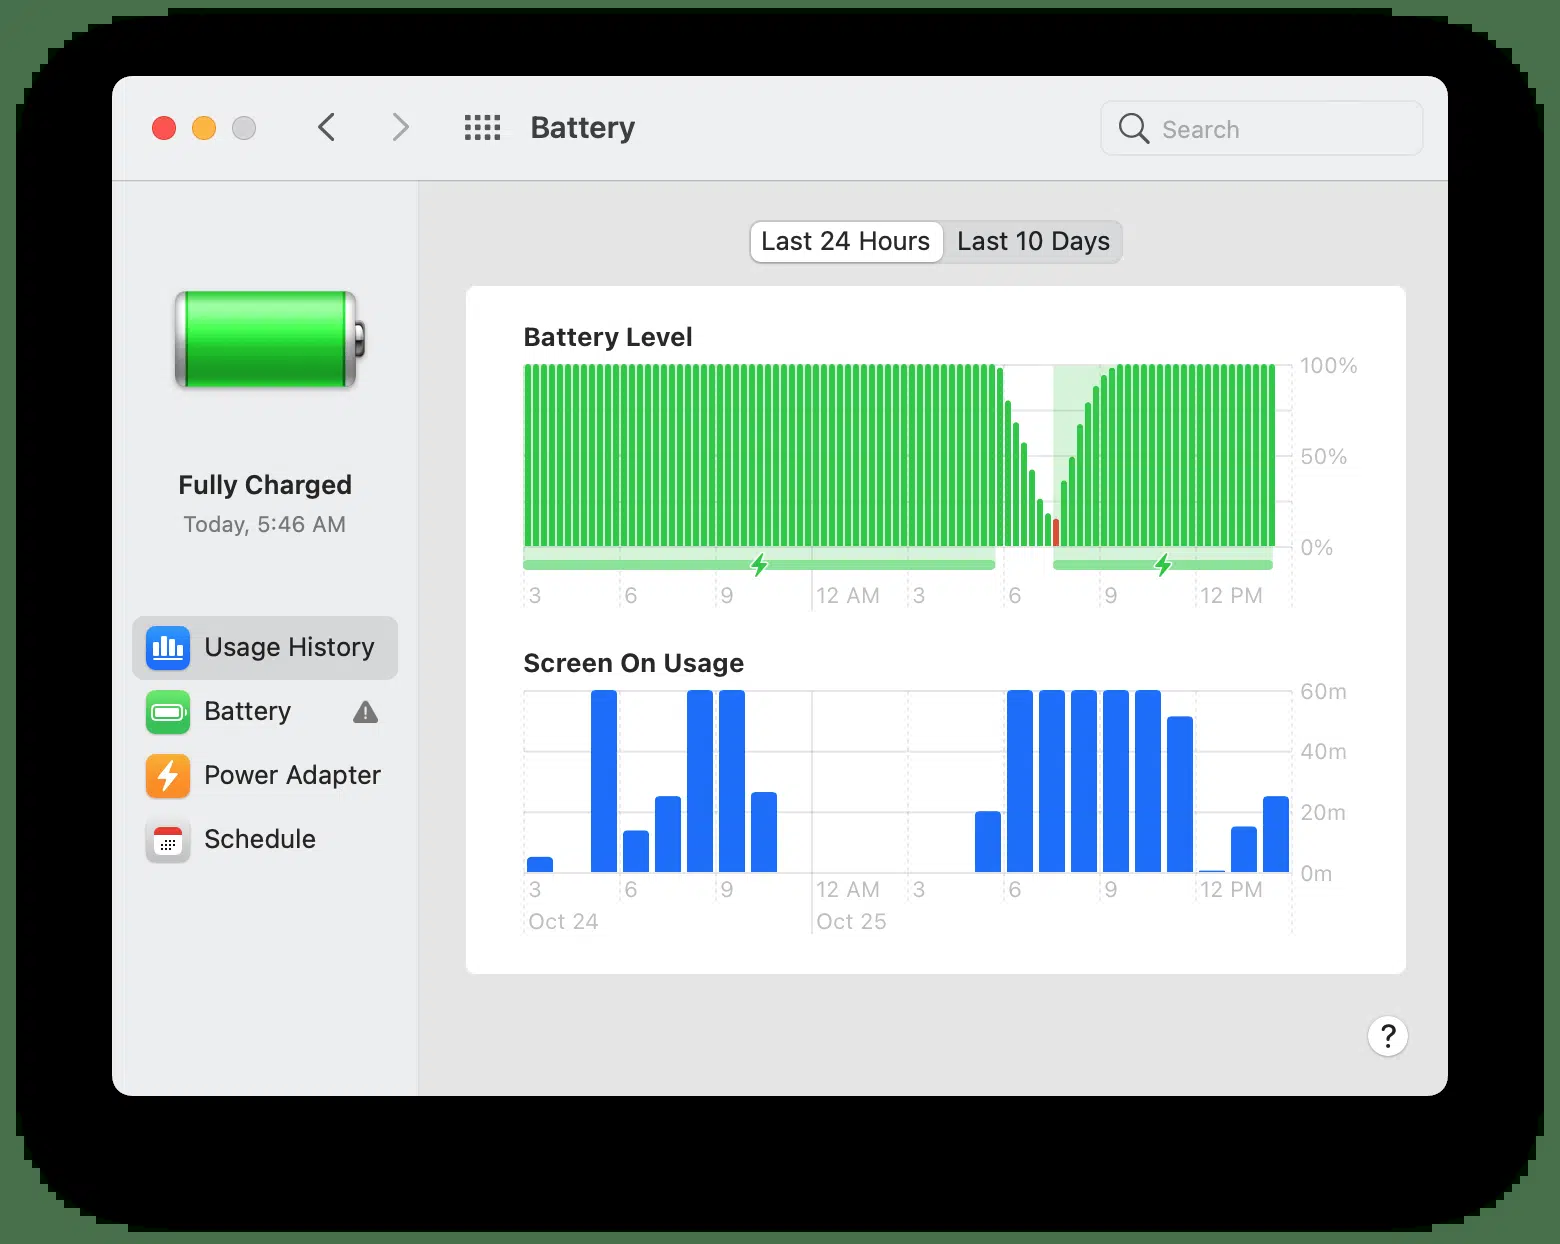 Battery
Search
Last 24 Hours Last 10 Days
Fully Charged
Today, 5:46 AM
Usage History
Battery
Power Adapter
Schedule
Battery Level
100%
50%
0%
3 6 9 12 AM 3 6 9 12 PM
Screen On Usage
60m
40m
20m
0m
3 6 9 12 AM 3 6 9 12 PM
Oct 24 Oct 25
?